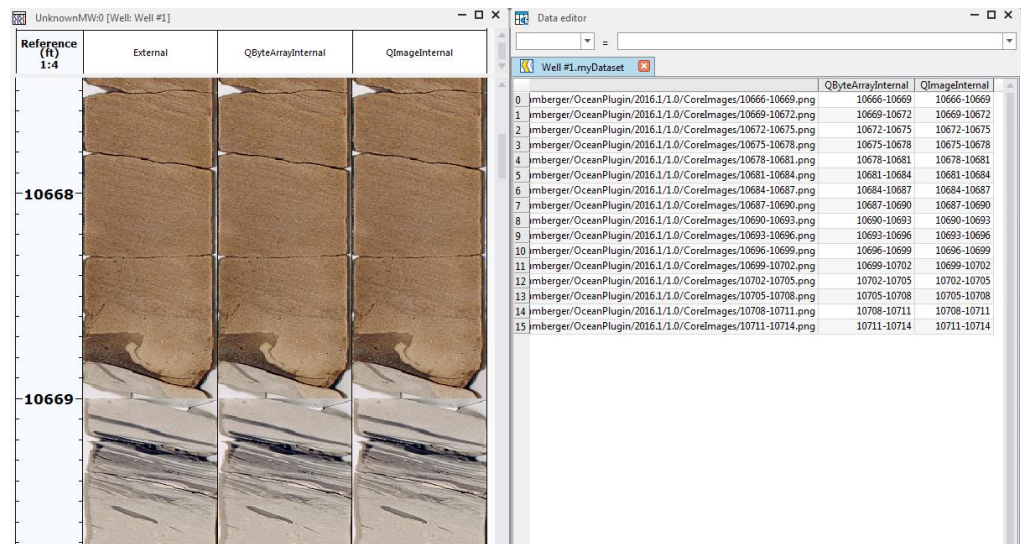 UnknownMW:0 [Well: Well #1]
Reference
(ft)
1:4
External
QByteArrayInternal
QImageInternal
10668
10669
Data editor
=
Well #1.myDataset
QByteArrayInternal QImageInternal
0 mberger/OceanPlugin/2016.1/1.0/CoreImages/10666-10669.png 10666-10669 10666-10669
1 mberger/OceanPlugin/2016.1/1.0/CoreImages/10669-10672.png 10669-10672 10669-10672
2 mberger/OceanPlugin/2016.1/1.0/CoreImages/10672-10675.png 10672-10675 10672-10675
3 mberger/OceanPlugin/2016.1/1.0/CoreImages/10675-10678.png 10675-10678 10675-10678
4 mberger/OceanPlugin/2016.1/1.0/CoreImages/10678-10681.png 10678-10681 10678-10681
5 mberger/OceanPlugin/2016.1/1.0/CoreImages/10681-10684.png 10681-10684 10681-10684
6 mberger/OceanPlugin/2016.1/1.0/CoreImages/10684-10687.png 10684-10687 10684-10687
7 mberger/OceanPlugin/2016.1/1.0/CoreImages/10687-10690.png 10687-10690 10687-10690
8 mberger/OceanPlugin/2016.1/1.0/CoreImages/10690-10693.png 10690-10693 10690-10693
9 mberger/OceanPlugin/2016.1/1.0/CoreImages/10693-10696.png 10693-10696 10693-10696
10 mberger/OceanPlugin/2016.1/1.0/CoreImages/10696-10699.png 10696-10699 10696-10699
11 mberger/OceanPlugin/2016.1/1.0/CoreImages/10699-10702.png 10699-10702 10699-10702
12 mberger/OceanPlugin/2016.1/1.0/CoreImages/10702-10705.png 10702-10705 10702-10705
13 mberger/OceanPlugin/2016.1/1.0/CoreImages/10705-10708.png 10705-10708 10705-10708
14 mberger/OceanPlugin/2016.1/1.0/CoreImages/10708-10711.png 10708-10711 10708-10711
15 mberger/OceanPlugin/2016.1/1.0/CoreImages/10711-10714.png 10711-10714 10711-10714